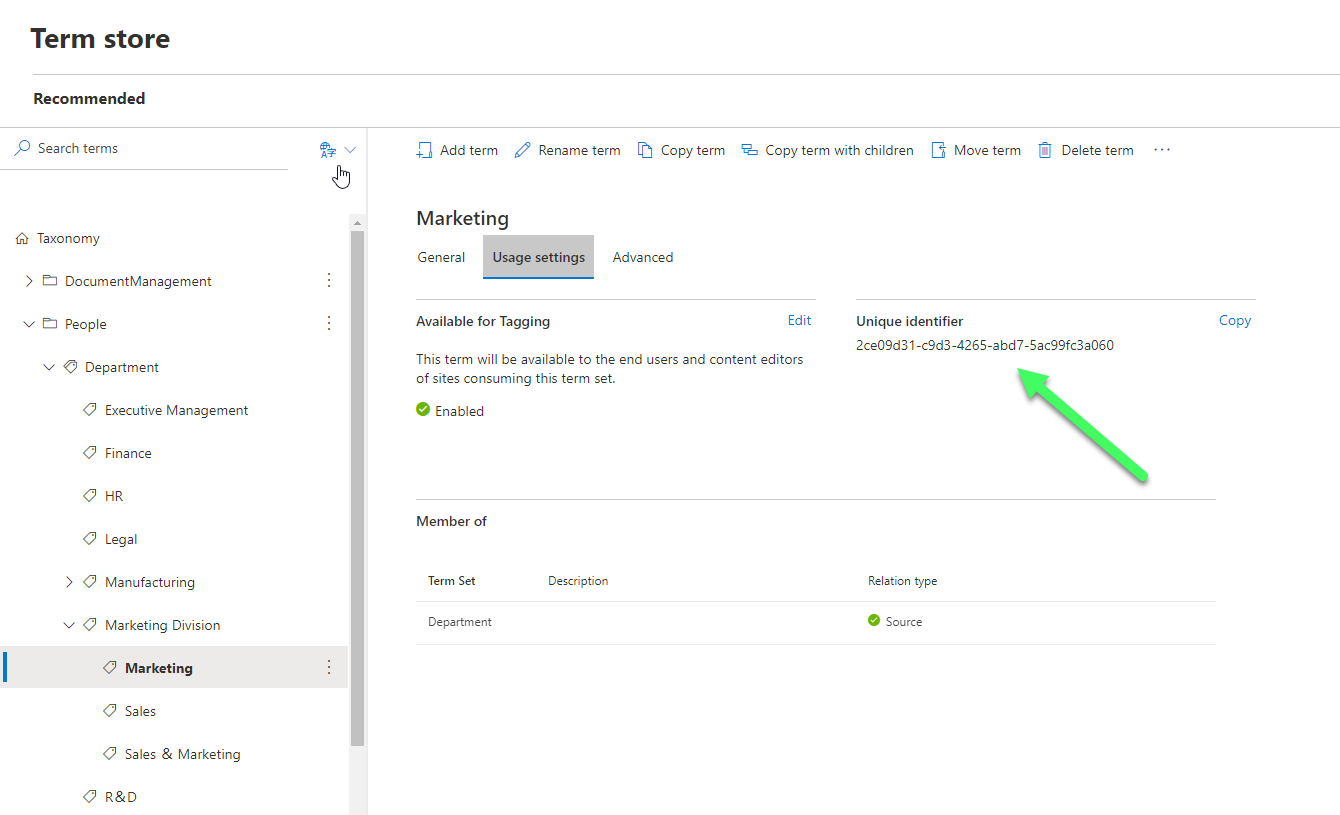 Term store
Recommended
Search terms
Taxonomy
DocumentManagement
People
Department
Executive Management
Finance
HR
Legal
Manufacturing
Marketing Division
Marketing
Sales
Sales & Marketing
R&D
Add term
Rename term
Copy term
Copy term with children
Move term
Delete term
Marketing
General
Usage settings
Advanced
Available for Tagging
Edit
This term will be available to the end users and content editors
of sites consuming this term set.
Enabled
Unique identifier
Copy
2ce09d31-c9d3-4265-abd7-5ac99fc3a060
Member of
Term Set Description Relation type
Department Source